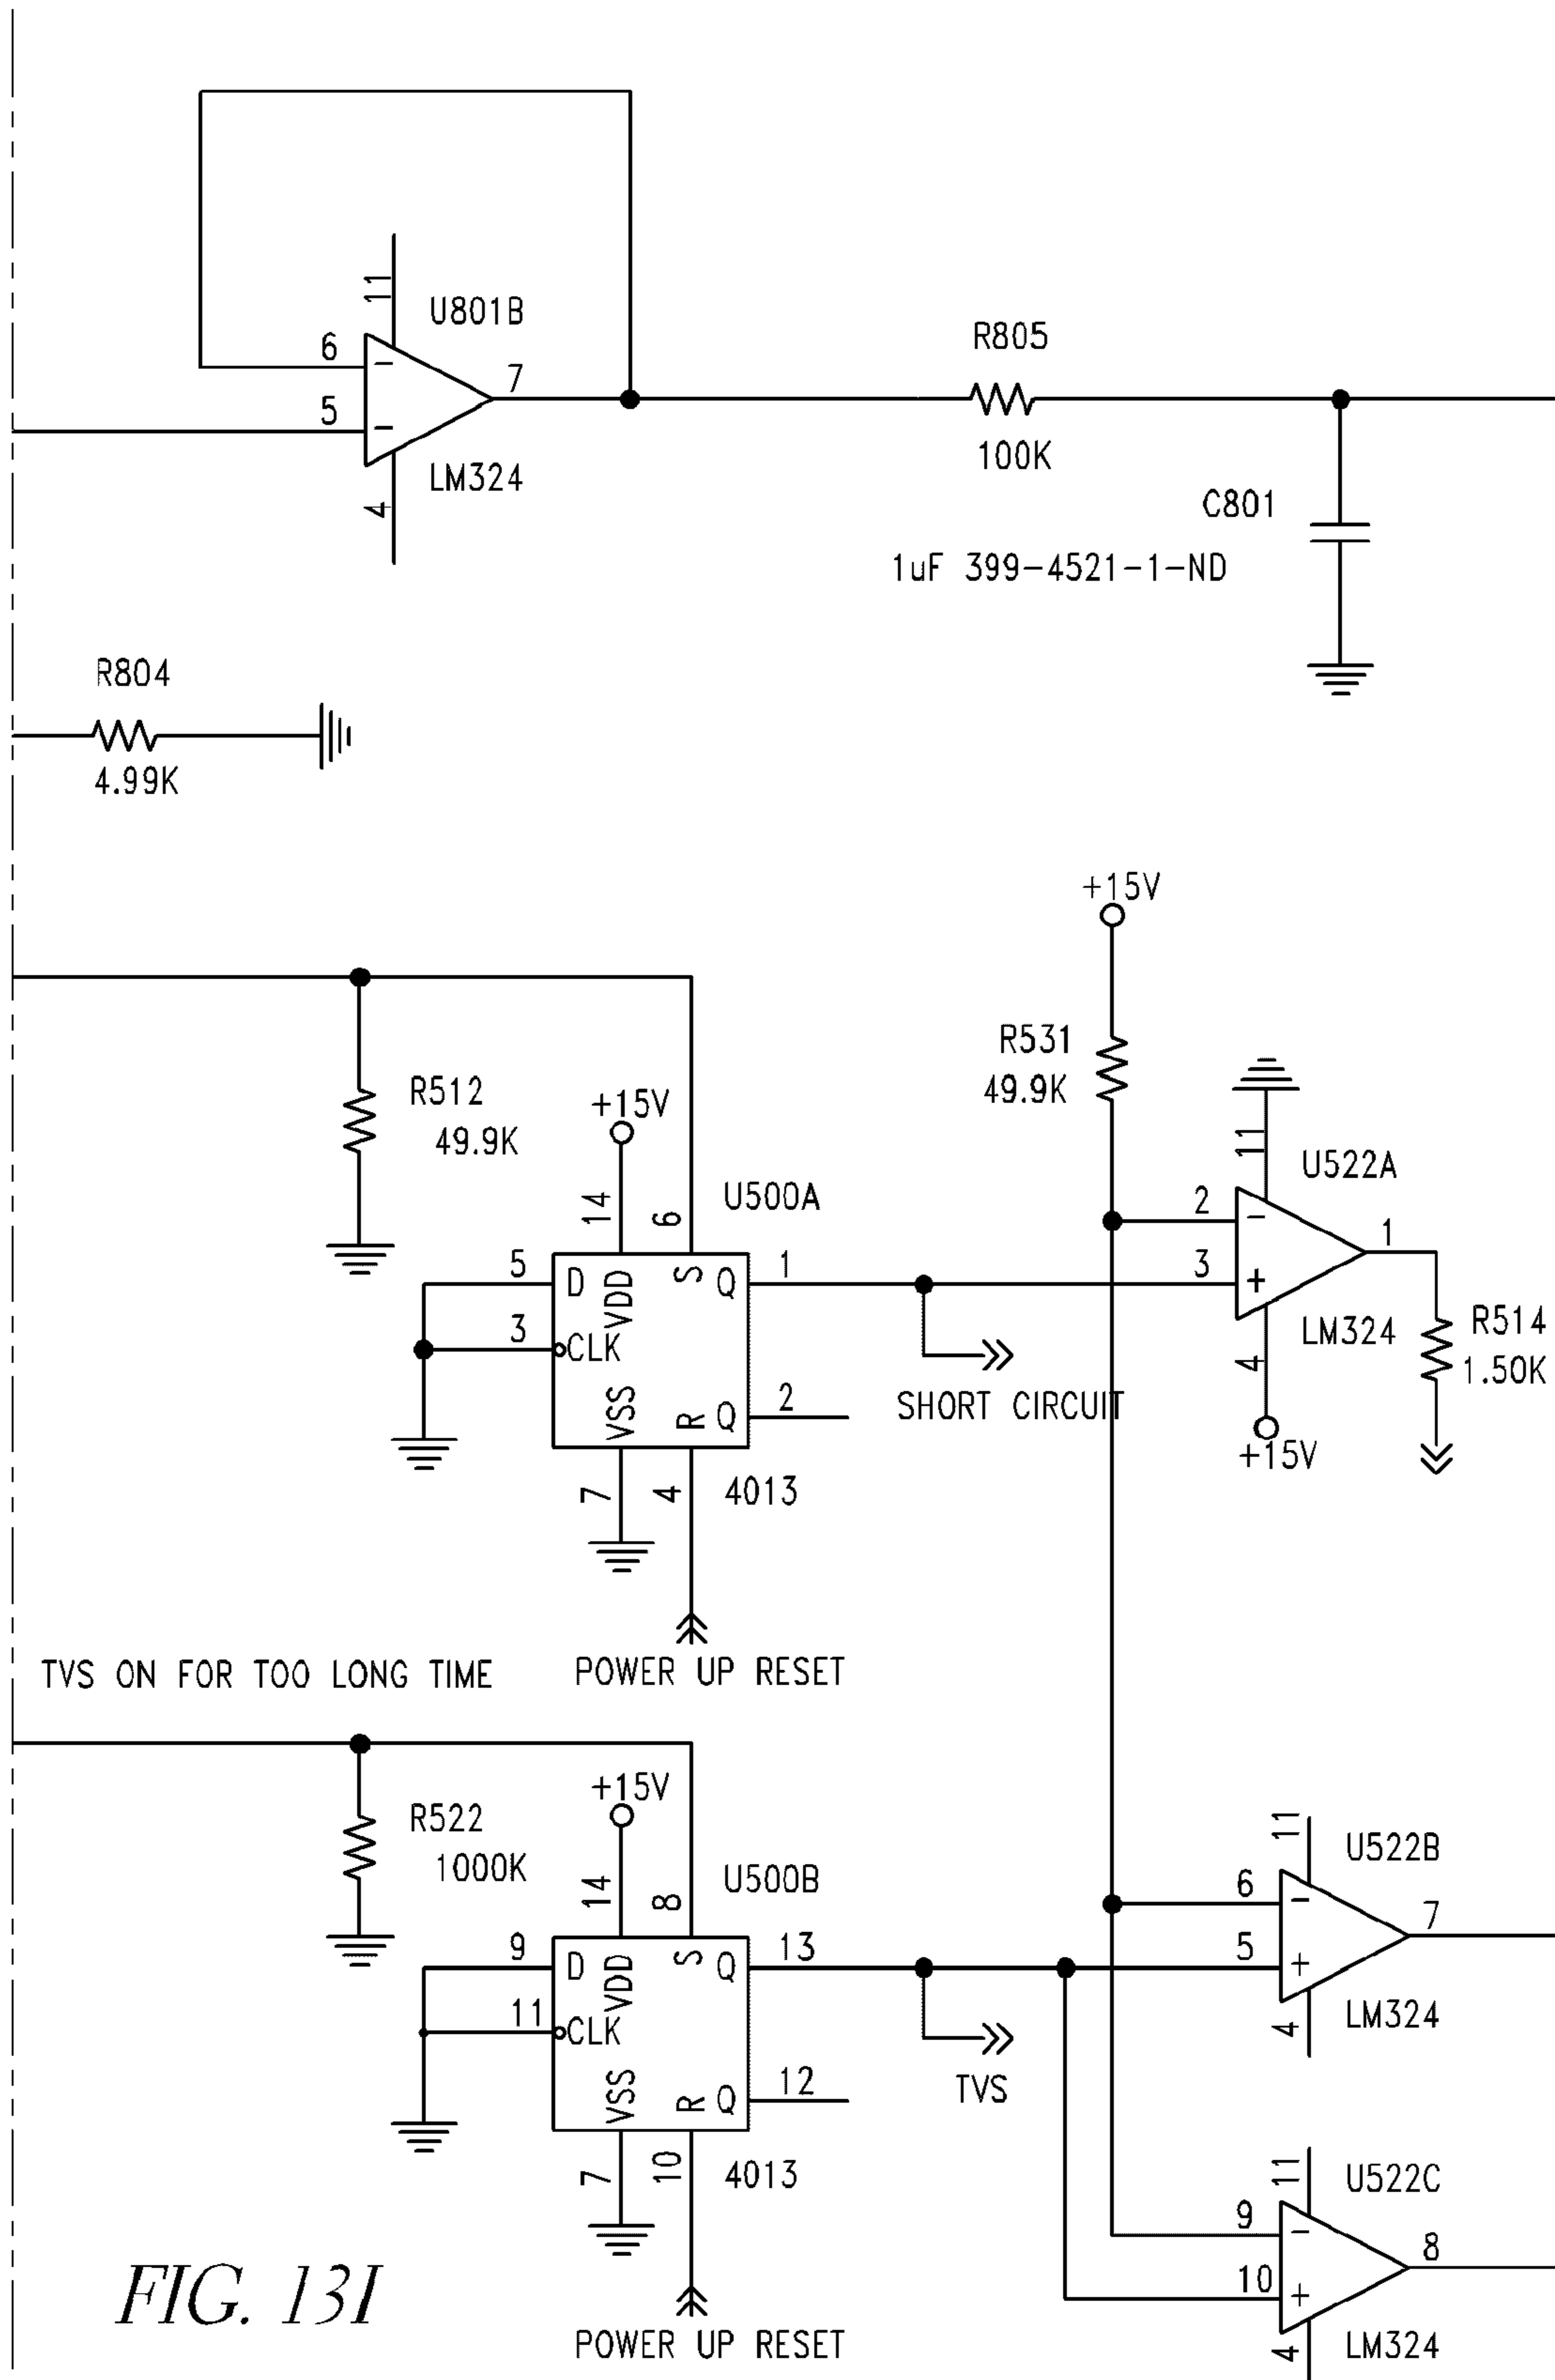 11
U801B
6
−
7
5
−
LM324
4
R805
100K
C801
1uF 399-4521-1-ND
R804
4.99K
+15V
R531
49.9K
R512
49.9K
+15V
14
6
U500A
11
U522A
2
−
1
3
+
LM324
4
+15V
R514
1.50K
5
D
VDD
S
Q
1
3
CLK
SHORT CIRCUIT
VSS
R
Q
2
7
4
4013
TVS ON FOR TOO LONG TIME
POWER UP RESET
R522
1000K
+15V
14
8
U500B
11
U522B
6
−
7
5
+
LM324
4
9
D
VDD
S
Q
13
11
CLK
TVS
VSS
R
Q
12
7
10
4013
11
U522C
9
−
8
10
+
LM324
4
FIG. 13I
POWER UP RESET